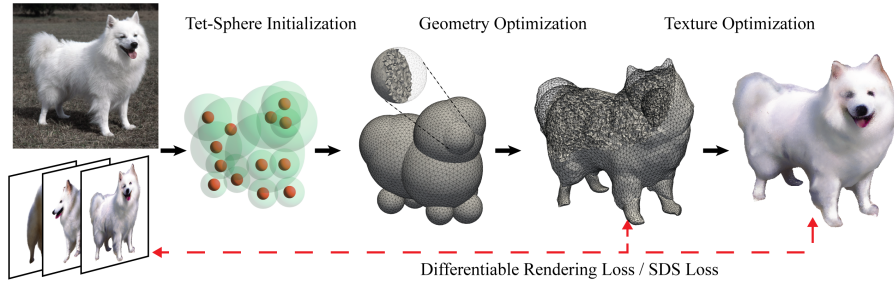 Tet-Sphere Initialization
Geometry Optimization
Texture Optimization
Differentiable Rendering Loss / SDS Loss